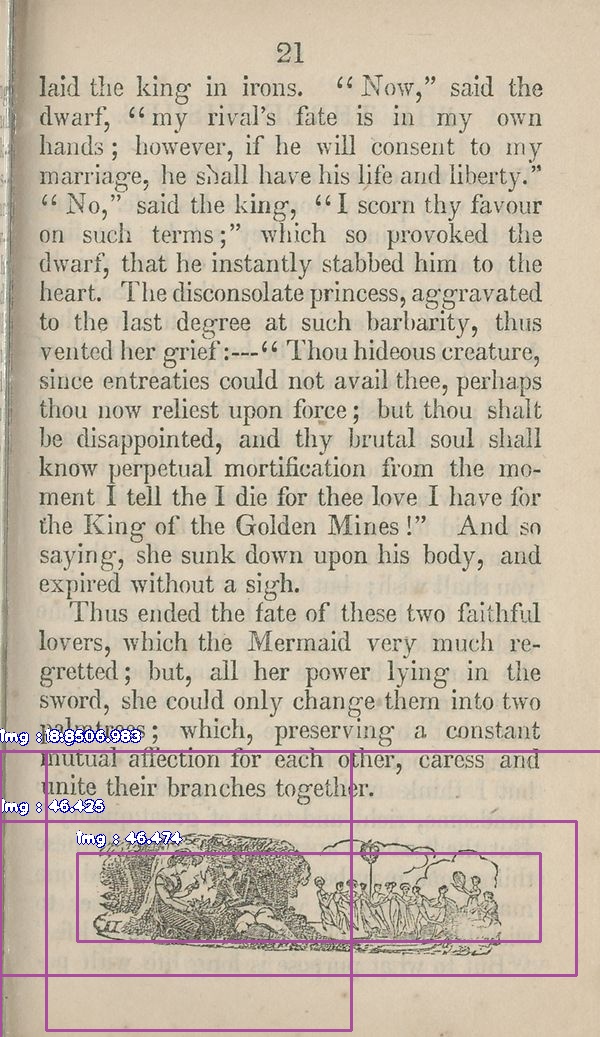 21
laid the king in irons. “ Now,” said the
dwarf, “ my rival’s fate is in my own
hands ; however, if he will consent to my
marriage, he shall have his life and liberty.”
“ No,” said the king, “ I scorn thy favour
on such terms ;” which so provoked the
dwarf, that he instantly stabbed him to the
heart. The disconsolate princess, aggravated
to the last degree at such barbarity, thus
vented her grief :---“ Thou hideous creature,
since entreaties could not avail thee, perhaps
thou now reliest upon force ; but thou shalt
be disappointed, and thy brutal soul shall
know perpetual mortification from the mo-
ment I tell the I die for thee love I have for
the King of the Golden Mines !” And so
saying, she sunk down upon his body, and
expired without a sigh.
Thus ended the fate of these two faithful
lovers, which the Mermaid very much re-
gretted ; but, all her power lying in the
sword, she could only change them into two
palmtrees ; which, preserving a constant
mutual affection for each other, caress and
unite their branches together.
Img : 46.425
Img : 46.474